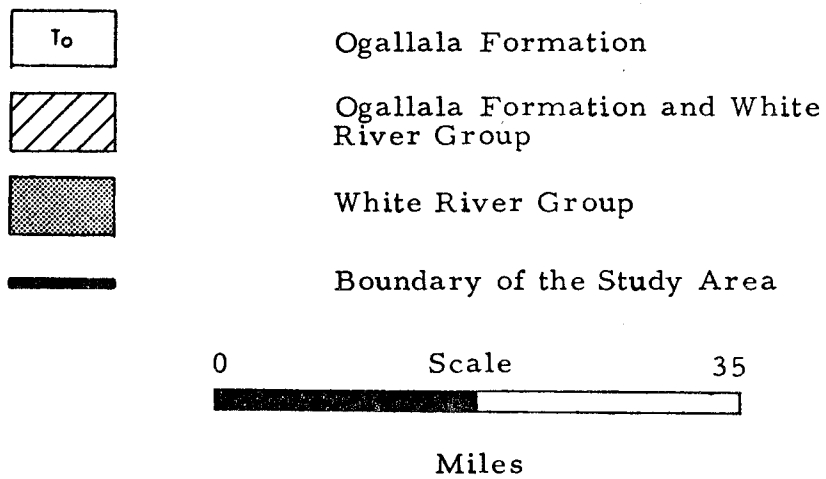 To
Ogallala Formation
Ogallala Formation and White
River Group
White River Group
Boundary of the Study Area
0 Scale 35
Miles